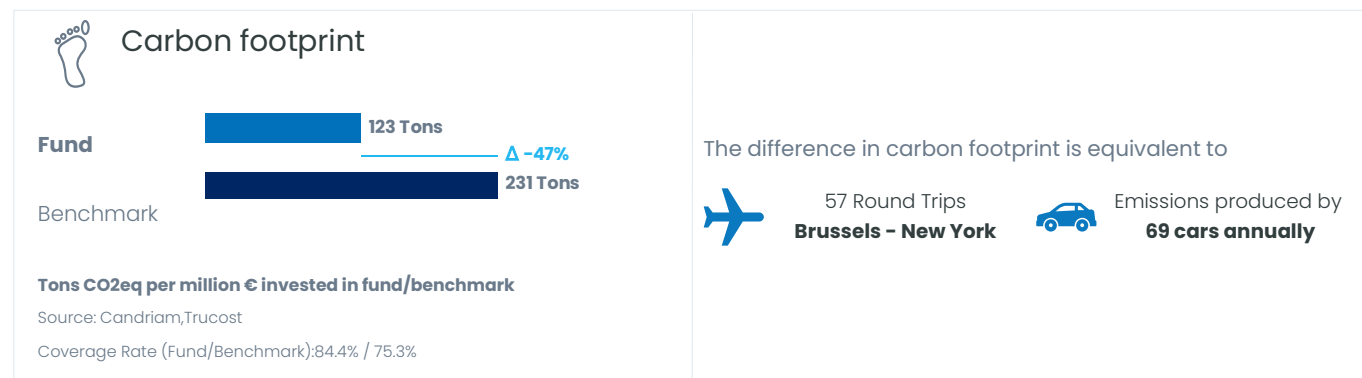 Carbon footprint
Fund
123 Tons
Δ -47%
231 Tons
Benchmark
Tons CO2eq per million € invested in fund/benchmark
Source: Candriam,Trucost
Coverage Rate (Fund/Benchmark):84.4% / 75.3%
The difference in carbon footprint is equivalent to
57 Round Trips
Brussels - New York
Emissions produced by
69 cars annually